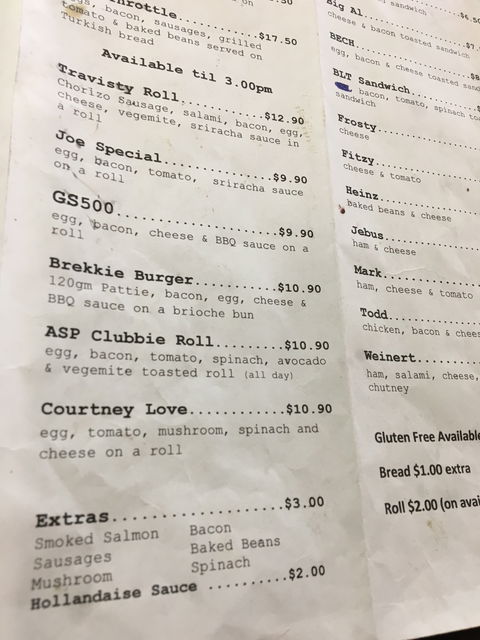 bacon, sausages, grilled
tomato & baked beans served on
Turkish bread
$17.50
Available til 3.00pm
Travisty Roll..............$12.90
Chorizo Sausage, salami, bacon, egg,
cheese, vegemite, sriracha sauce in
a roll
Joe Special................$9.90
egg, bacon, tomato, sriracha sauce
on a roll
GS500......................$9.90
egg, bacon, cheese & BBQ sauce on a
roll
Brekkie Burger............$10.90
120gm Pattie, bacon, egg, cheese &
BBQ sauce on a brioche bun
ASP Clubbie Roll..........$10.90
egg, bacon, tomato, spinach, avocado
& vegemite toasted roll (all day)
Courtney Love............$10.90
egg, tomato, mushroom, spinach and
cheese on a roll
Extras...................$3.00
Smoked Salmon Bacon
Sausages Baked Beans
Mushroom Spinach
Hollandaise Sauce ..........$2.00
Big Al
cheese & bacon toasted sandwich
BECH
egg, bacon & cheese toasted
BLT Sandwich
bacon, tomato, spinach
sandwich
Frosty
cheese
Fitzy
cheese & tomato
Heinz
Baked beans & cheese
Jebus
ham & cheese
Mark
ham, cheese & tomato
Todd
chicken, bacon &
Weinert
ham, salami, cheese,
chutney
Gluten Free Available
Bread $1.00 extra
Roll $2.00 (on